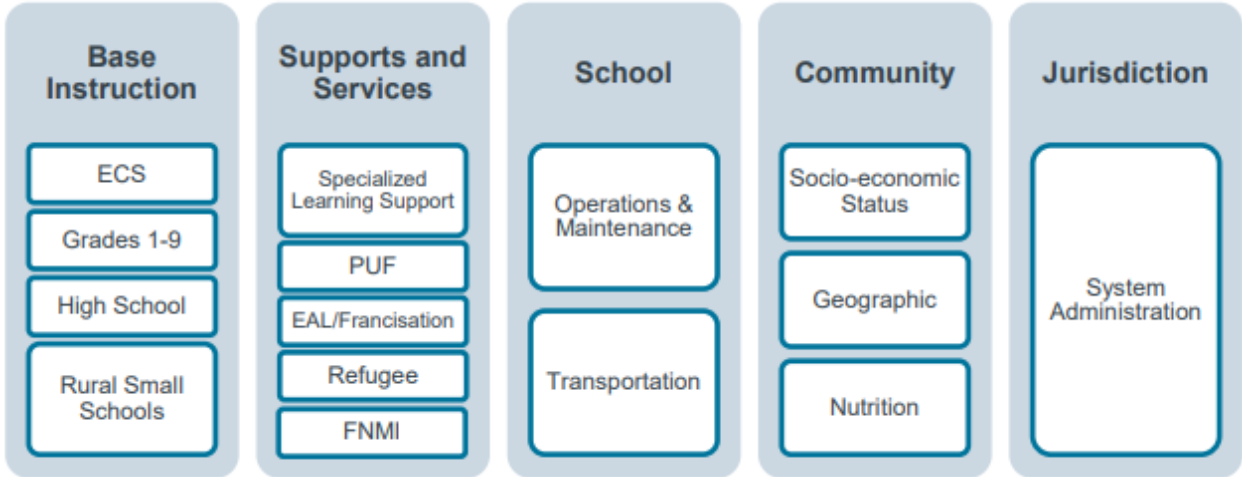 Base
Instruction
ECS
Grades 1-9
High School
Rural Small
Schools
Supports and
Services
Specialized
Learning Support
PUF
EAL/Francisation
Refugee
FNMI
School
Operations &
Maintenance
Transportation
Community
Socio-economic
Status
Geographic
Nutrition
Jurisdiction
System
Administration